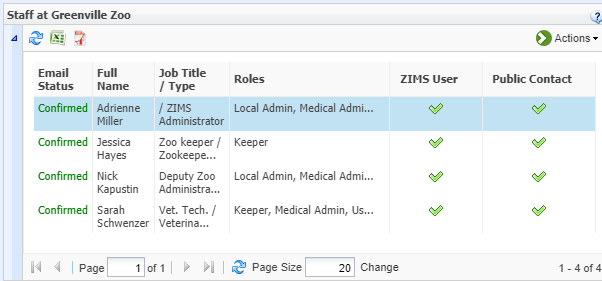 Staff at Greenville Zoo
Actions
Email Status Full Name Job Title / Type Roles ZIMS User Public Contact
Confirmed Adrienne Miller / ZIMS Administrator Local Admin, Medical Admi...
Confirmed Jessica Hayes Zoo keeper / Zookeepe... Keeper
Confirmed Nick Kapustin Deputy Zoo Administra... Local Admin, Medical Admi...
Confirmed Sarah Schwenzer Vet. Tech. / Veterina... Keeper, Medical Admin, Us...
Page 1 of 1 Page Size 20 Change 1 - 4 of 4